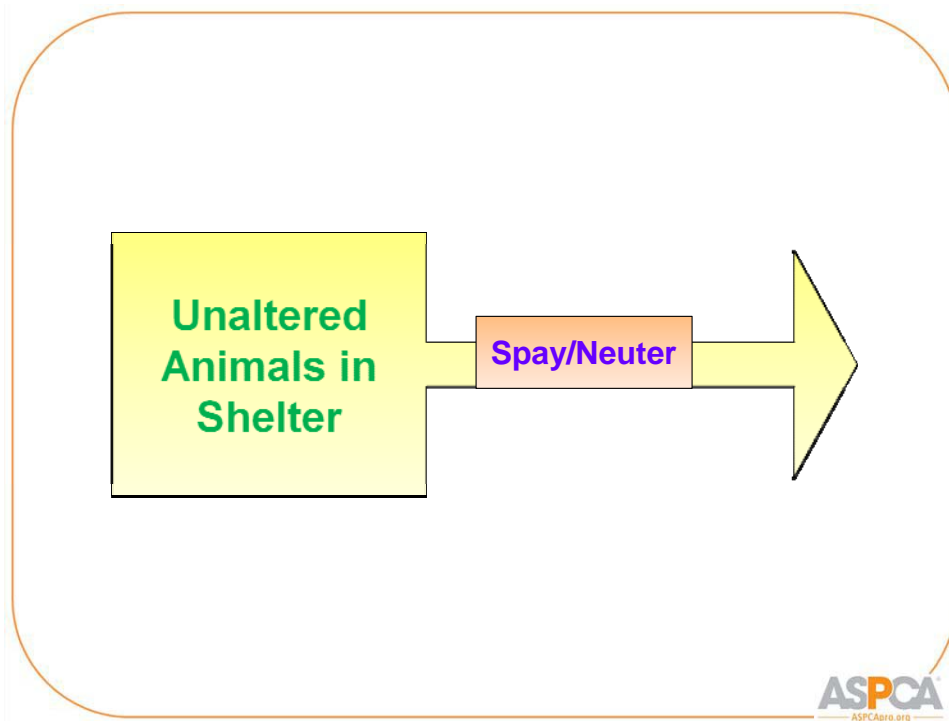 Unaltered
Animals in
Shelter
Spay/Neuter
ASPCA®
ASPCApro.org